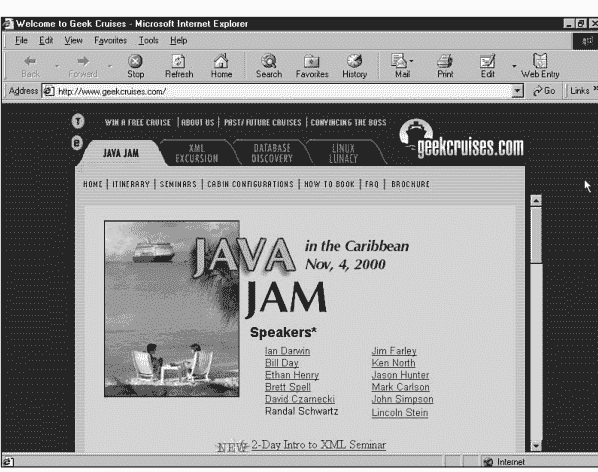 Welcome to Geek Cruises - Microsoft Internet Explorer
File Edit View Favorites Tools Help
Back Forward Stop Refresh Home Search Favorites History Mail Print Edit Web Entry
Address http://www.geekcruises.com/ Go Links »
WIN A FREE CRUISE | ABOUT US | PAST/FUTURE CRUISES | CONVINCING THE BOSS
JAVA JAM XML EXCURSION DATABASE DISCOVERY LINUX LUNACY geekcruises.com
HOME | ITINERARY | SEMINARS | CABIN CONFIGURATIONS | HOW TO BOOK | FAQ | BROCHURE
JAVA in the Caribbean
Nov, 4, 2000
JAM
Speakers*
Ian Darwin Jim Farley
Bill Day Ken North
Ethan Henry Jason Hunter
Brett Spell Mark Carlson
David Czarnecki John Simpson
Randal Schwartz Lincoln Stein
NEW 2-Day Intro to XML Seminar
Internet